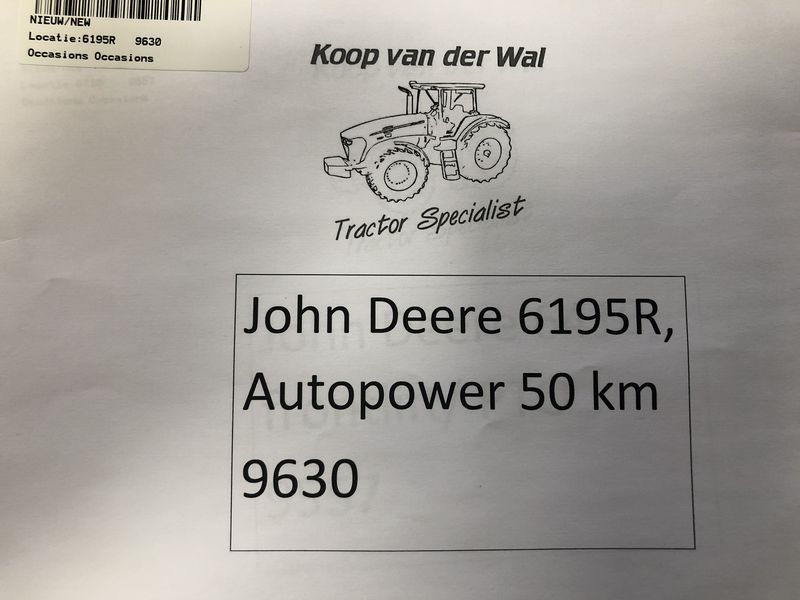 NIEUW/NEW
Locatie:6195R 9630
Occasions Occasions
Koop van der Wal
Tractor Specialist
John Deere 6195R,
Autopower 50 km
9630